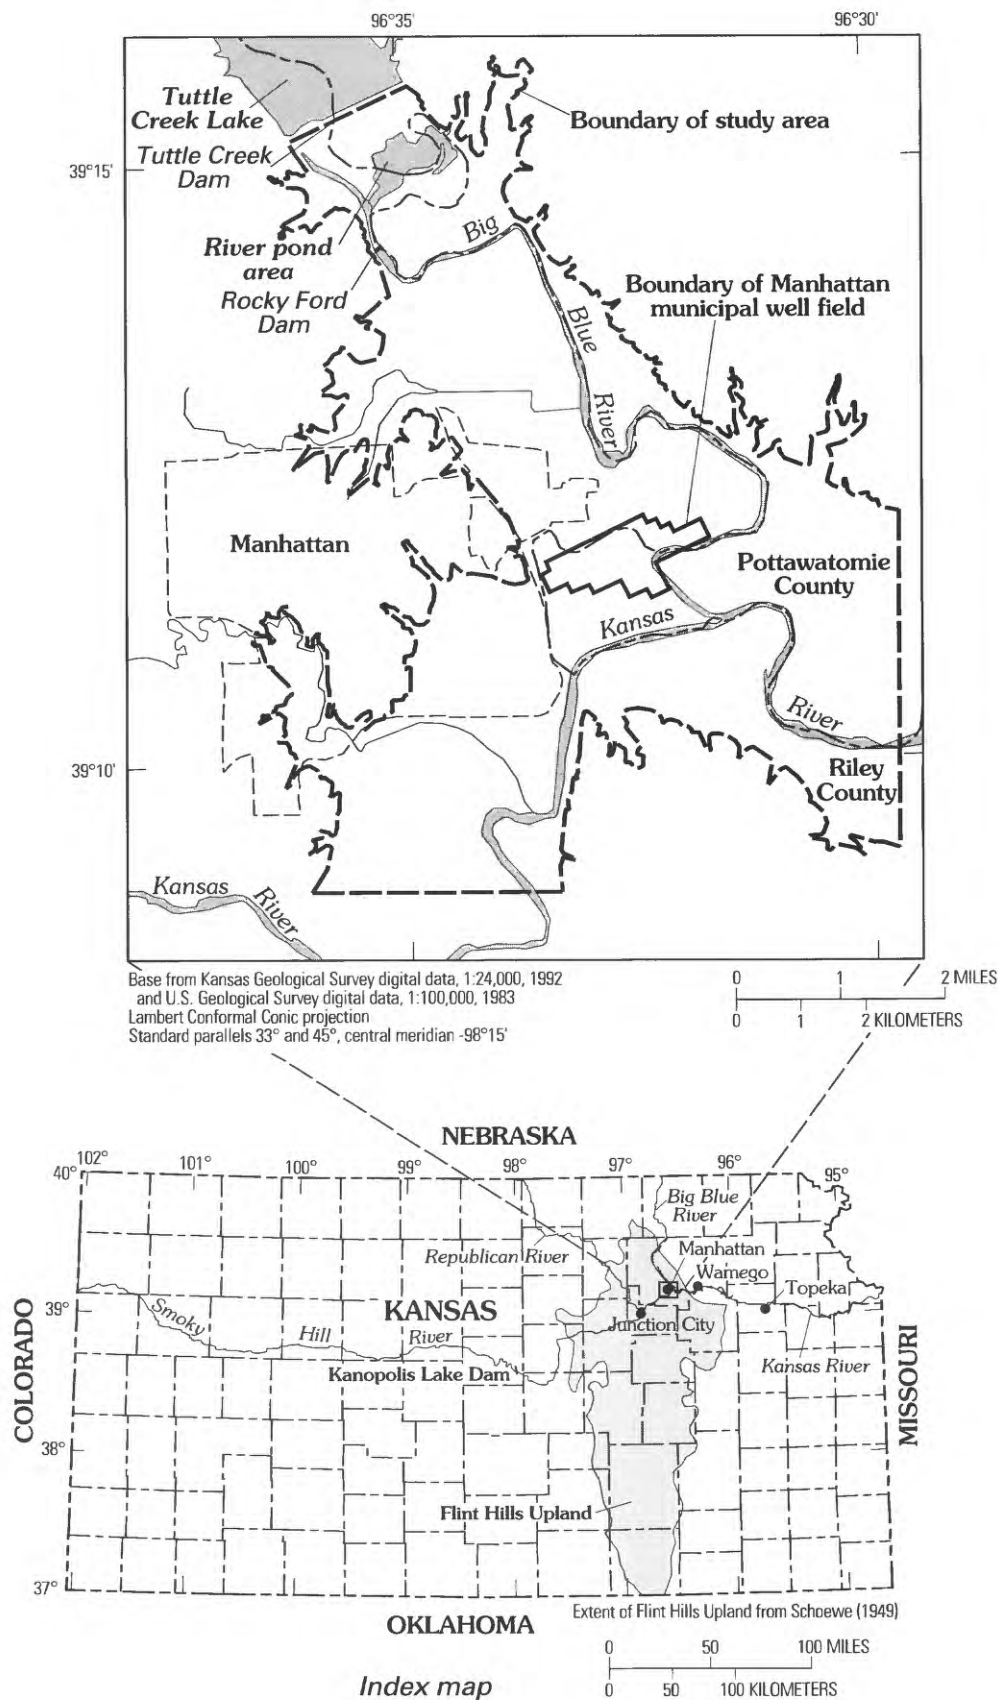 96°35'
96°30'
Tuttle
Creek Lake
Boundary of study area
Tuttle Creek
Dam
39°15'
Big
River pond
area
Rocky Ford
Dam
Boundary of Manhattan
municipal well field
Blue
River
Manhattan
Pottawatomie
County
Kansas
River
39°10'
Riley
County
Kansas
River
Base from Kansas Geological Survey digital data, 1:24,000, 1992
and U.S. Geological Survey digital data, 1:100,000, 1983
Lambert Conformal Conic projection
Standard parallels 33° and 45°, central meridian -98°15'
0 1 2 MILES
0 1 2 KILOMETERS
NEBRASKA
40° 102° 101° 100° 99° 98° 97° 96° 95°
Big Blue
River
Republican River
Manhattan
Wamego
Topeka
39°
KANSAS
Smoky Hill River
Junction City
Kansas River
Kanopolis Lake Dam
COLORADO
MISSOURI
38°
Flint Hills Upland
37°
OKLAHOMA
Extent of Flint Hills Upland from Schoewe (1949)
0 50 100 MILES
0 50 100 KILOMETERS
Index map